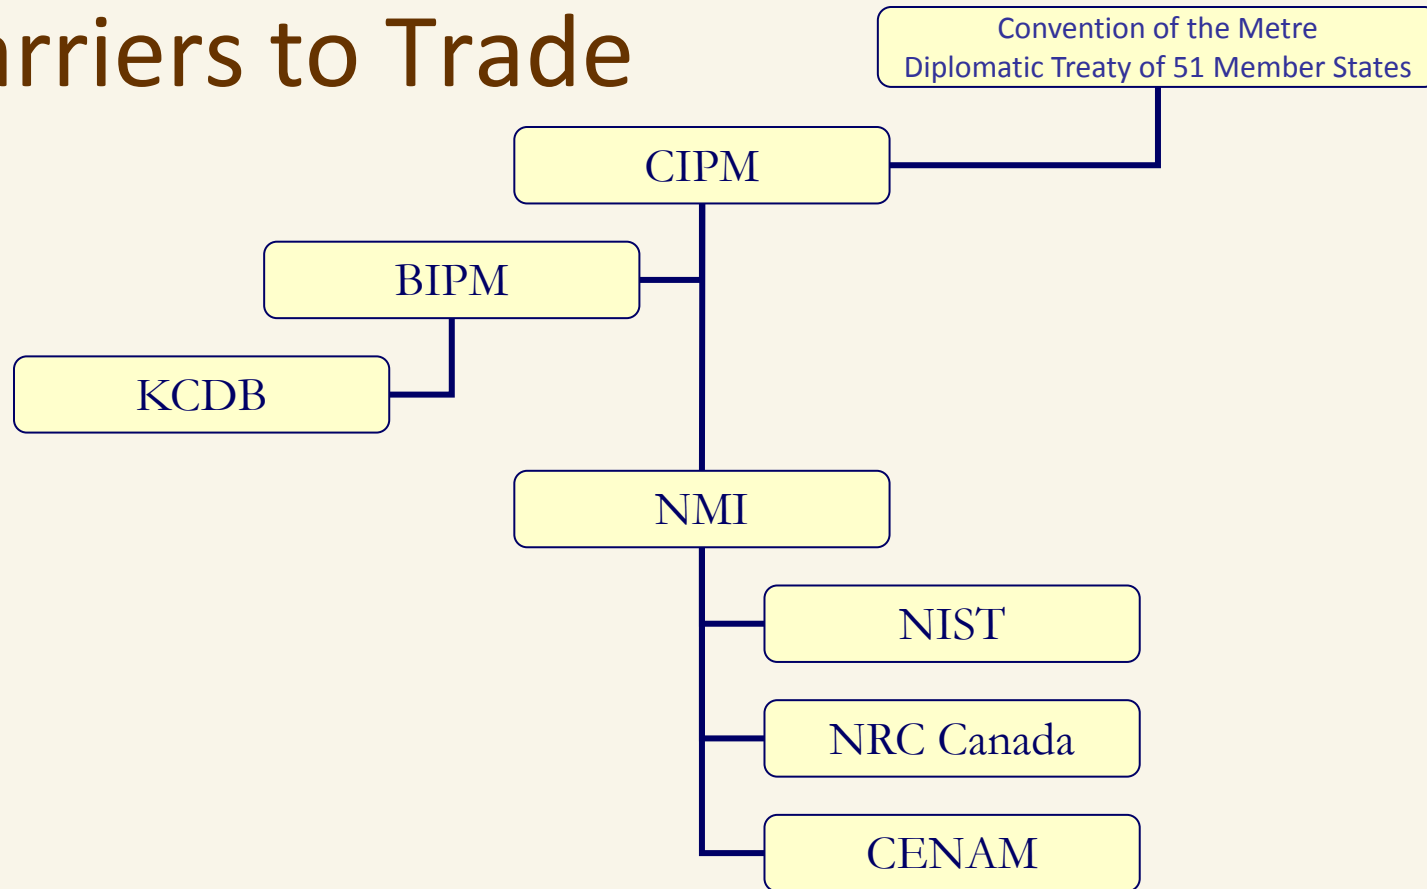 arriers to Trade
Convention of the Metre
Diplomatic Treaty of 51 Member States
CIPM
BIPM
KCDB
NMI
NIST
NRC Canada
CENAM